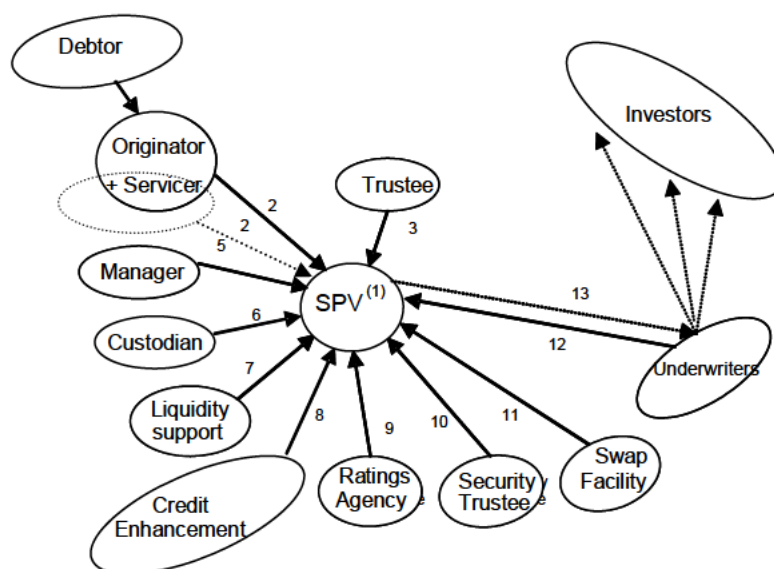 Debtor
Originator
+ Servicer
Investors
Trustee
2
2
3
5
Manager
SPV (1)
13
6
Custodian
12
7
Underwriters
Liquidity
support
8
9
10
11
Swap
Facility
Ratings
Agency
Security
Trustee
Credit
Enhancement